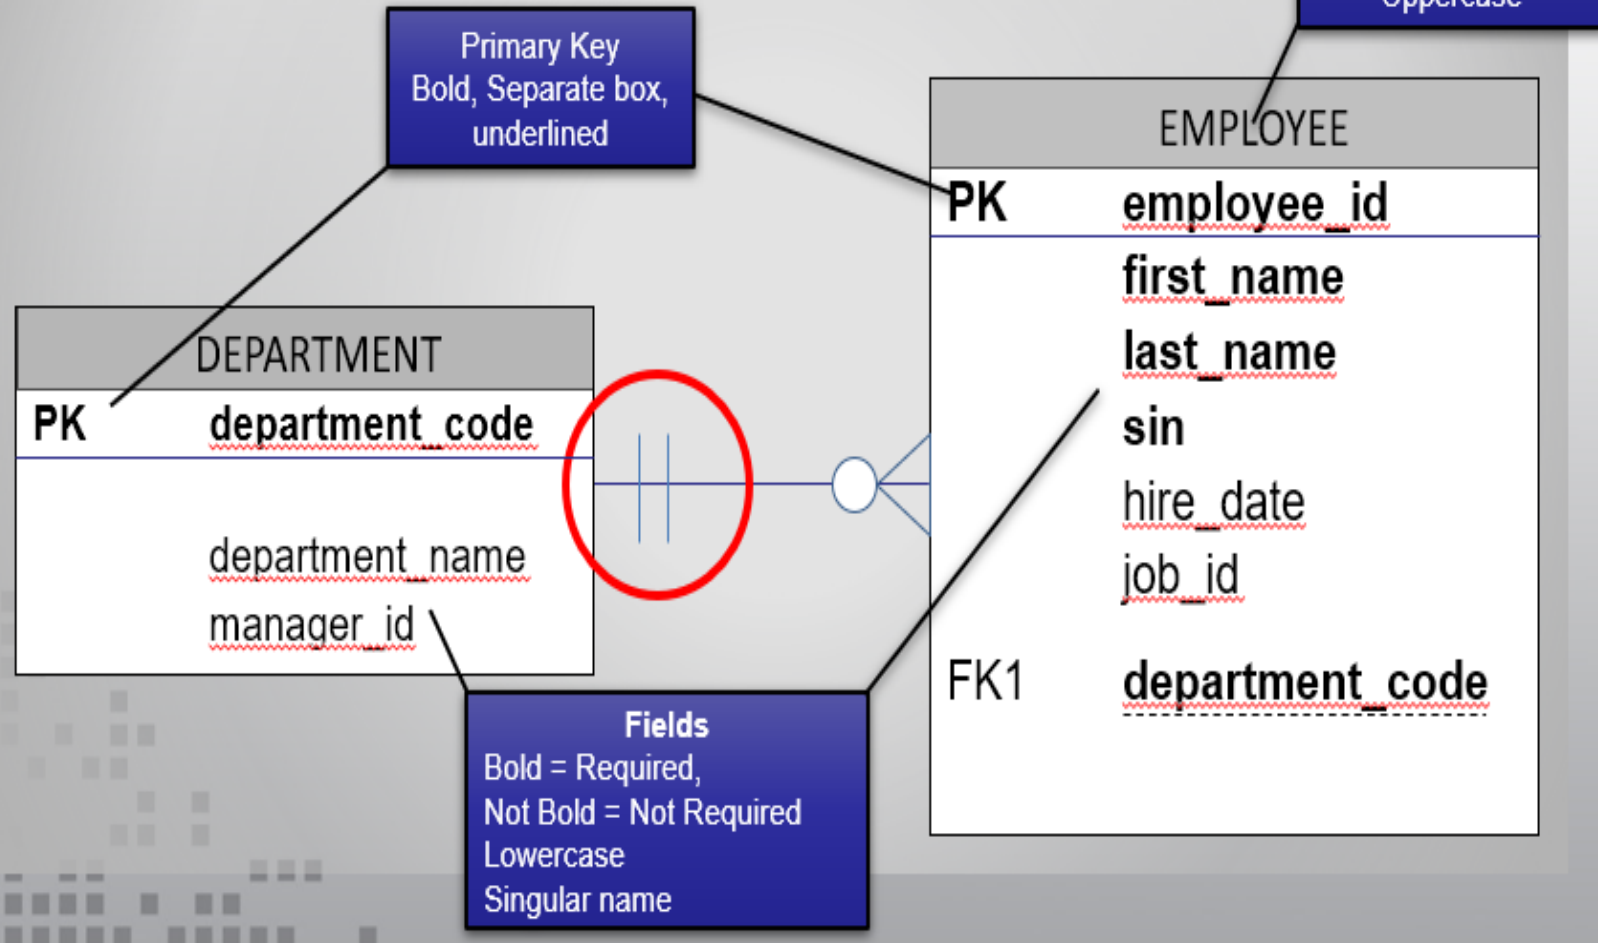 Uppercase
Primary Key
Bold, Separate box,
underlined
EMPLOYEE
PK employee_id
first_name
last_name
sin
hire_date
job_id
FK1 department_code
DEPARTMENT
PK department_code
department_name
manager_id
Fields
Bold = Required,
Not Bold = Not Required
Lowercase
Singular name